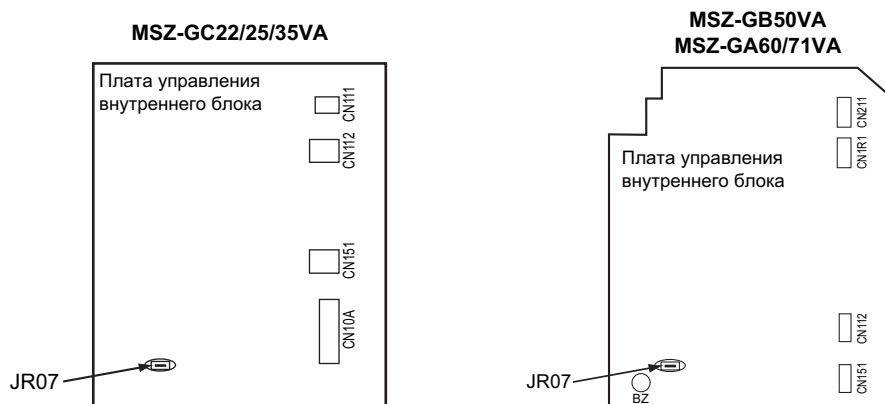 MSZ-GC22/25/35VA
Плата управления
внутреннего блока
CN111
CN112
CN151
CN10A
JR07
MSZ-GB50VA
MSZ-GA60/71VA
CN211
CN1R1
Плата управления
внутреннего блока
CN112
CN151
JR07
BZ